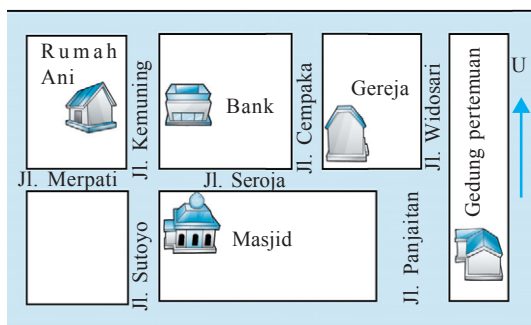 Rumah
Ani
Jl. Kemuning
Bank
Jl. Cempaka
Gereja
Jl. Widosari
Gedung pertemuan
U
Jl. Merpati
Jl. Seroja
Jl. Sutoyo
Masjid
Jl. Panjaitan